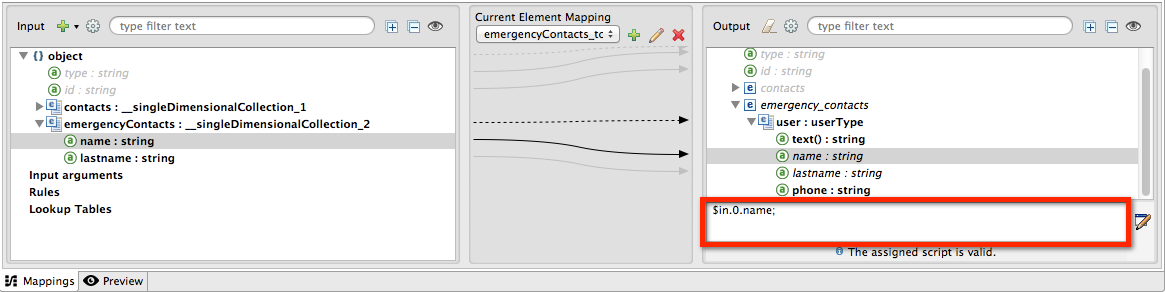 Input
type filter text
object
type : string
id : string
contacts : __singleDimensionalCollection_1
emergencyContacts : __singleDimensionalCollection_2
name : string
lastname : string
Input arguments
Rules
Lookup Tables
Current Element Mapping
emergencyContacts_to
Output
type filter text
type : string
id : string
contacts
emergency_contacts
user : userType
text() : string
name : string
lastname : string
phone : string
$in.0.name;
The assigned script is valid.
Mappings
Preview